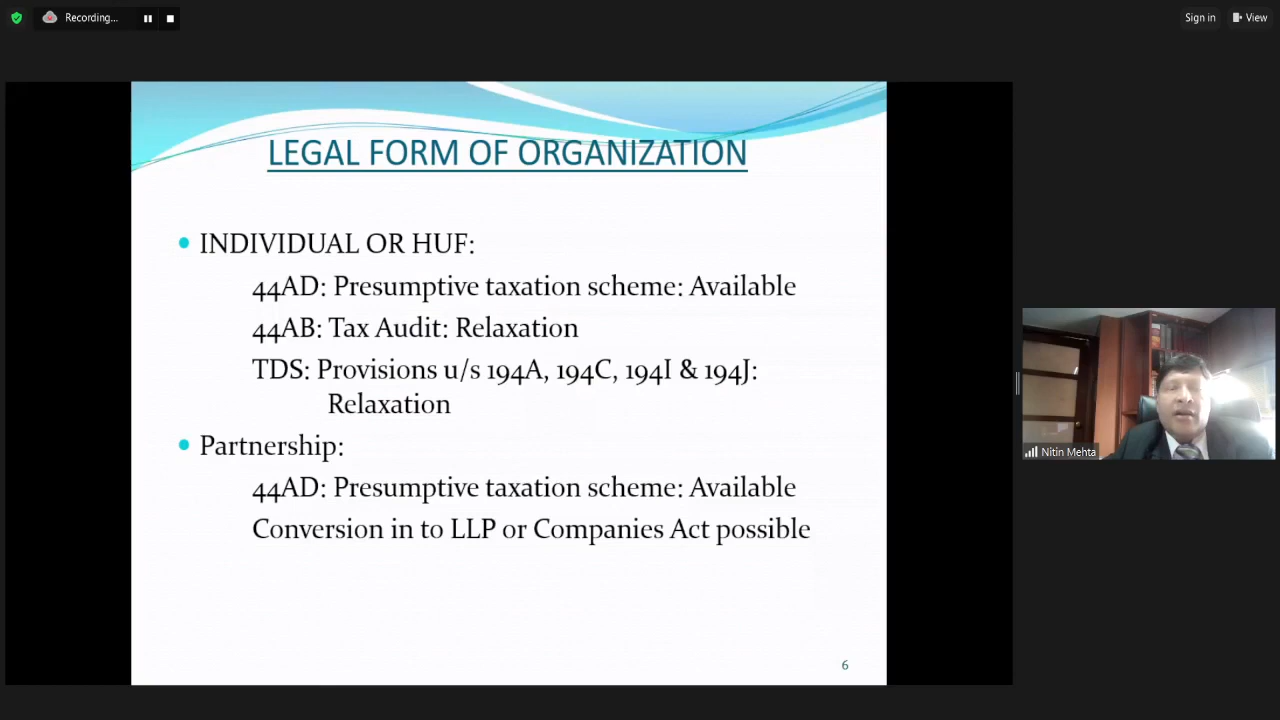 Recording...
Sign in
View
LEGAL FORM OF ORGANIZATION
INDIVIDUAL OR HUF:
44AD: Presumptive taxation scheme: Available
44AB: Tax Audit: Relaxation
TDS: Provisions u/s 194A, 194C, 194I & 194J:
Relaxation
Partnership:
44AD: Presumptive taxation scheme: Available
Conversion in to LLP or Companies Act possible
6
Nitin Mehta